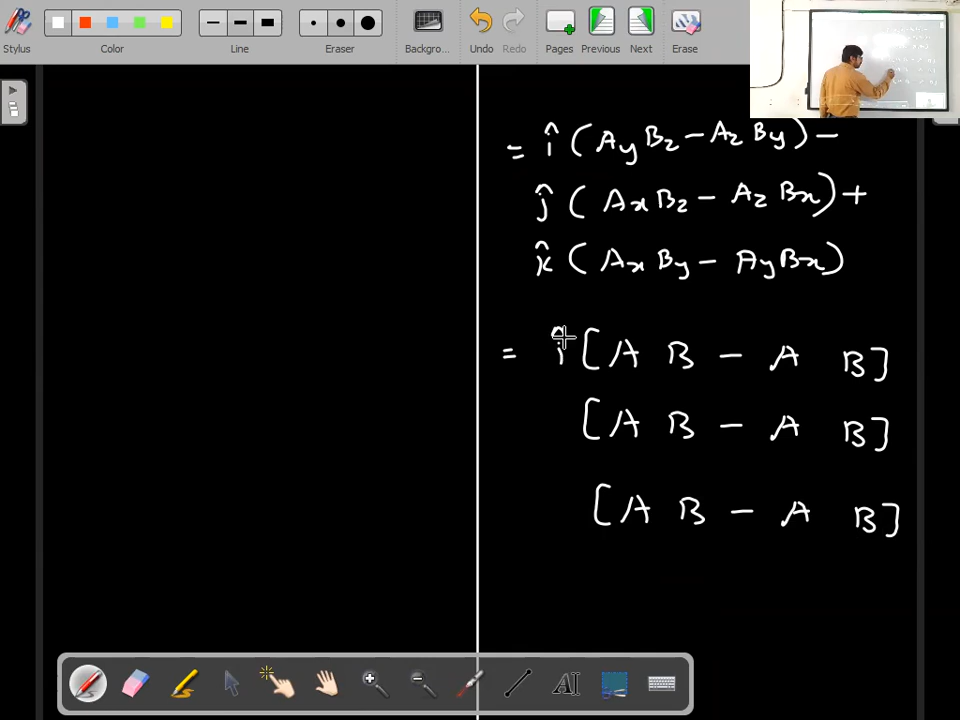 Stylus
Color
Line
Eraser
Backgro...
Undo
Redo
Pages
Previous
Next
Erase
= î ( Ay Bz - Az By ) -
ĵ ( Ax Bz - Az Bx ) +
k̂ ( Ax By - Ay Bx )
= î [ A B - A B ]
[ A B - A B ]
[ A B - A B ]
AI